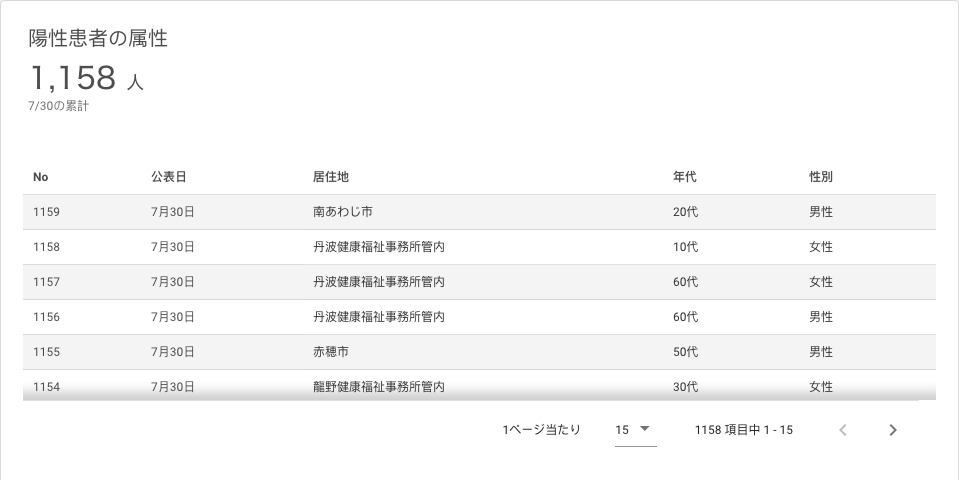 陽性患者の属性
1,158 人
7/30の累計
No 公表日 居住地 年代 性別
1159 7月30日 南あわじ市 20代 男性
1158 7月30日 丹波健康福祉事務所管内 10代 女性
1157 7月30日 丹波健康福祉事務所管内 60代 女性
1156 7月30日 丹波健康福祉事務所管内 60代 男性
1155 7月30日 赤穂市 50代 男性
1154 7月30日 龍野健康福祉事務所管内 30代 女性
1ページ当たり 15 1158 項目中 1 - 15